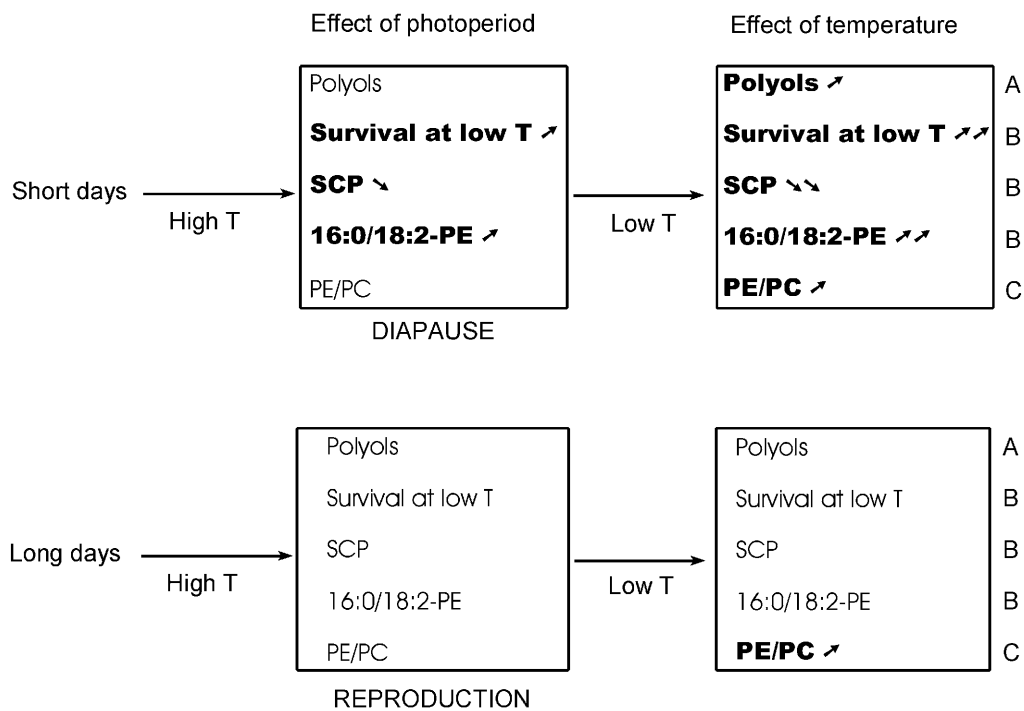 Effect of photoperiod
Effect of temperature
Short days
High T
Polyols
Survival at low T ↗
SCP ↘
16:0/18:2-PE ↗
PE/PC
DIAPAUSE
Low T
Polyols ↗ A
Survival at low T ↗↗ B
SCP ↘↘ B
16:0/18:2-PE ↗↗ B
PE/PC ↗ C
Long days
High T
Polyols
Survival at low T
SCP
16:0/18:2-PE
PE/PC
REPRODUCTION
Low T
Polyols A
Survival at low T B
SCP B
16:0/18:2-PE B
PE/PC ↗ C